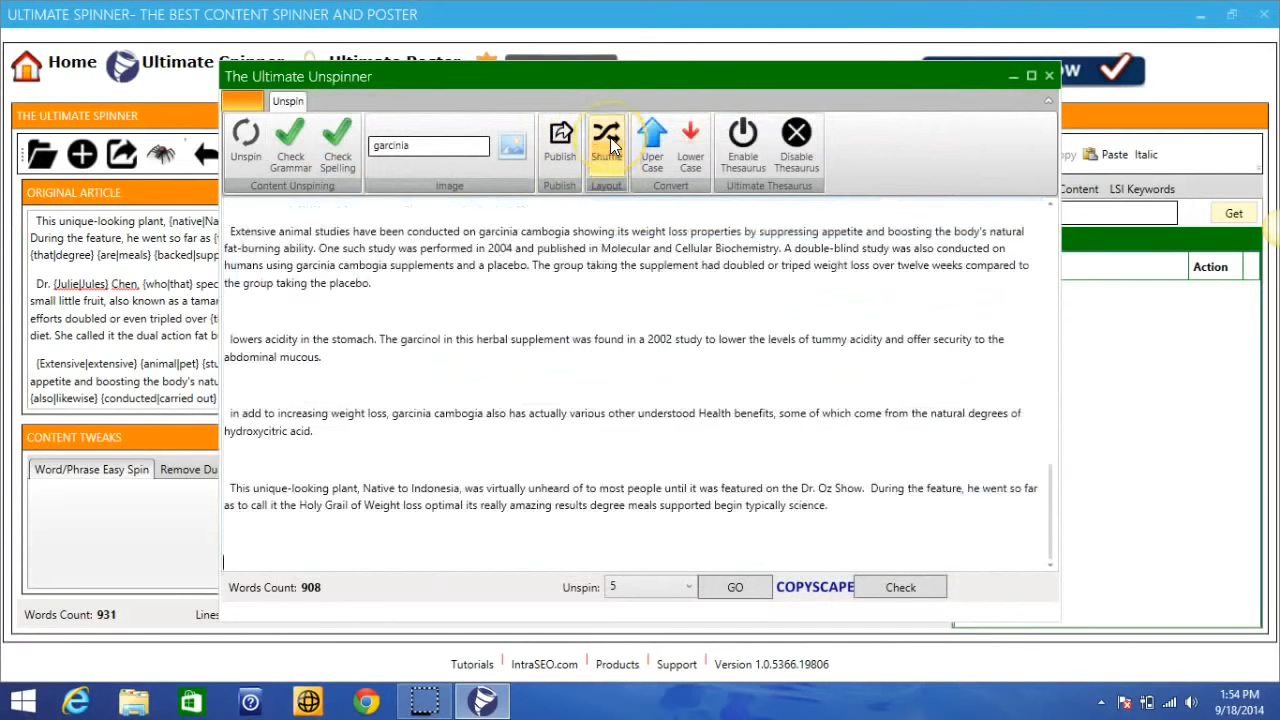 ULTIMATE SPINNER- THE BEST CONTENT SPINNER AND POSTER
Home
Ultimate Spinner
Ultimate Poster
OW
THE ULTIMATE SPINNER
The Ultimate Unspinner
Unspin
Unspin
Check Grammar
Check Spelling
Content Unspinning
garcinia
Image
Publish
Publish
Shuffle
Layout
Uper Case
Lower Case
Convert
Enable Thesaurus
Disable Thesaurus
Ultimate Thesaurus
py Paste Italic
Content LSI Keywords
Get
Action
ORIGINAL ARTICLE
This unique-looking plant, {native|Na
During the feature, he went so far as {
{that|degree} {are|meals} {backed|supp
Dr. {Julie|Jules} Chen, {who|that} spec
small little fruit, also known as a tamar
efforts doubled or even tripled over {t
diet. She called it the dual action fat b
{Extensive|extensive} {animal|pet} {stu
appetite and boosting the body's natu
{also|likewise} {conducted|carried out}
CONTENT TWEAKS
Word/Phrase Easy Spin
Remove Du
Words Count: 931
Lines
Extensive animal studies have been conducted on garcinia cambogia showing its weight loss properties by suppressing appetite and boosting the body's natural
fat-burning ability. One such study was performed in 2004 and published in Molecular and Cellular Biochemistry. A double-blind study was also conducted on
humans using garcinia cambogia supplements and a placebo. The group taking the supplement had doubled or triped weight loss over twelve weeks compared to
the group taking the placebo.
lowers acidity in the stomach. The garcinol in this herbal supplement was found in a 2002 study to lower the levels of tummy acidity and offer security to the
abdominal mucous.
in add to increasing weight loss, garcinia cambogia also has actually various other understood Health benefits, some of which come from the natural degrees of
hydroxycitric acid.
This unique-looking plant, Native to Indonesia, was virtually unheard of to most people until it was featured on the Dr. Oz Show. During the feature, he went so far
as to call it the Holy Grail of Weight loss optimal its really amazing results degree meals supported begin typically science.
Words Count: 908
Unspin: 5
GO
COPYSCAPE
Check
Tutorials
IntraSEO.com
Products
Support
Version 1.0.5366.19806
1:54 PM
9/18/2014